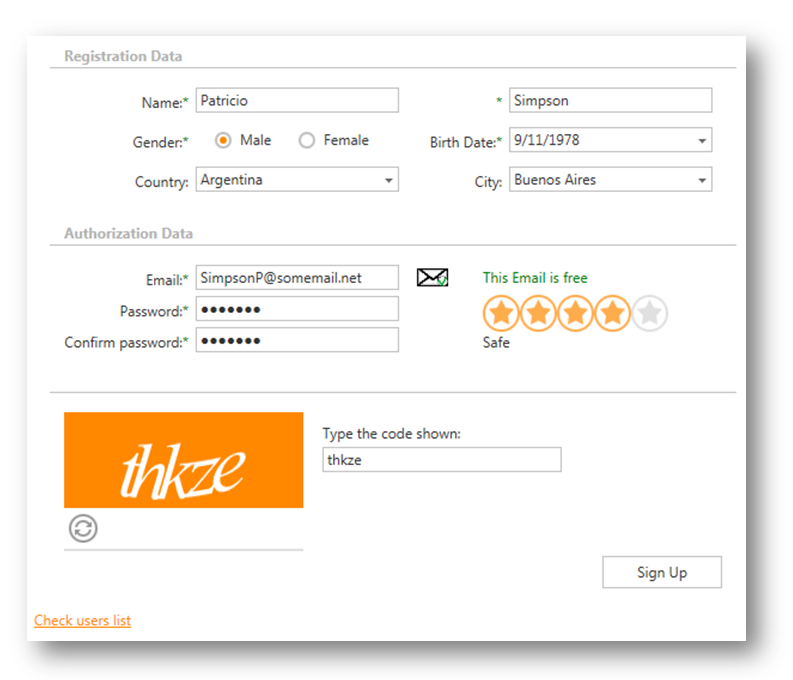 Registration Data
Name:* Patricio * Simpson
Gender:* Male Female Birth Date:* 9/11/1978
Country: Argentina City: Buenos Aires
Authorization Data
Email:* SimpsonP@somemail.net This Email is free
Password:* •••••••
Confirm password:* ••••••• Safe
Type the code shown:
thkze thkze
Sign Up
Check users list